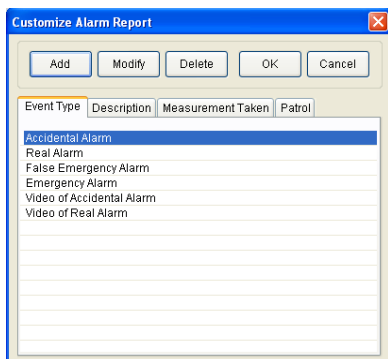 Customize Alarm Report
Add Modify Delete OK Cancel
Event Type Description Measurement Taken Patrol
Accidental Alarm
Real Alarm
False Emergency Alarm
Emergency Alarm
Video of Accidental Alarm
Video of Real Alarm